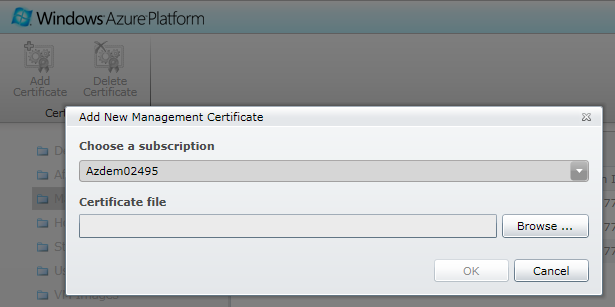 Windows Azure Platform
Add
Certificate
Delete
Certificate
Add New Management Certificate
Choose a subscription
Azdem02495
Certificate file
Browse ...
OK
Cancel
VM Images